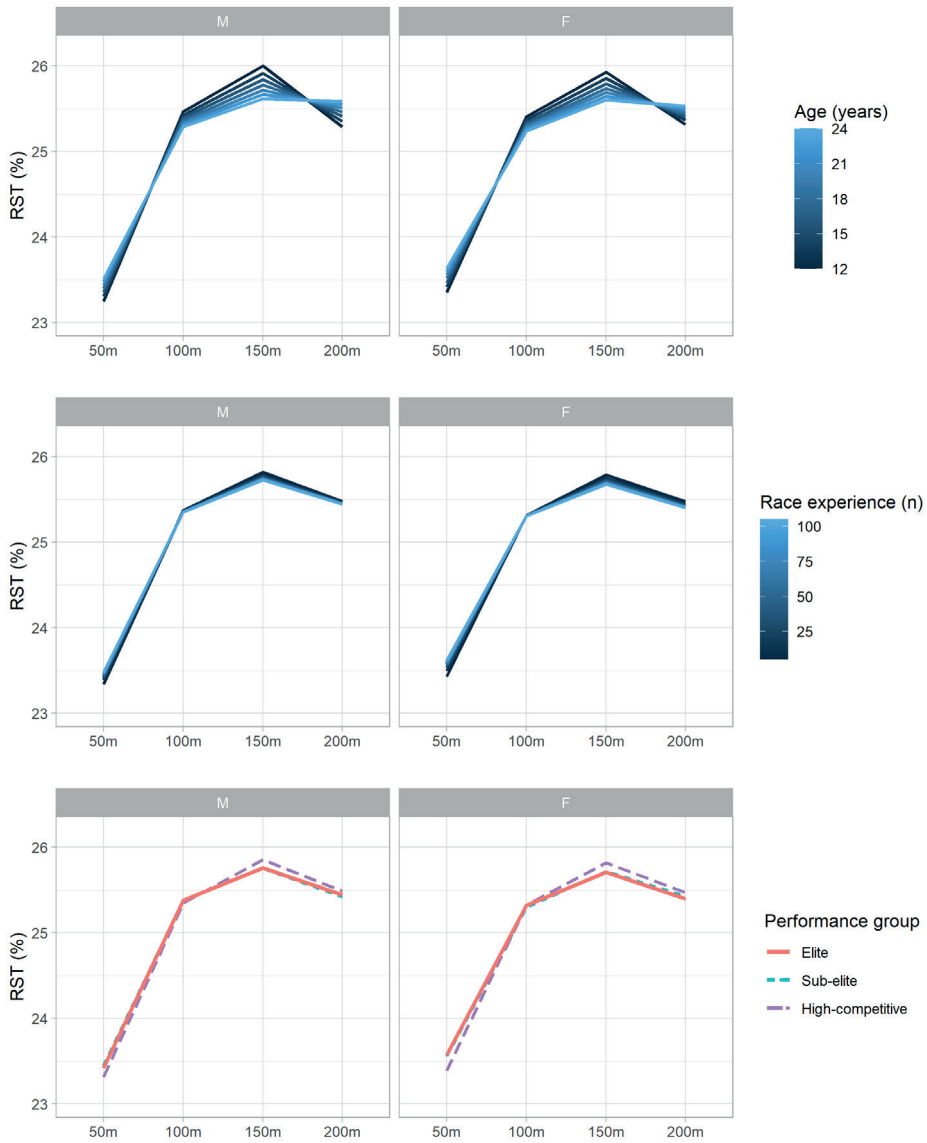 M F
26
25
24
23
RST (%)
50m 100m 150m 200m 50m 100m 150m 200m
Age (years)
24
21
18
15
12
M F
26
25
24
23
RST (%)
50m 100m 150m 200m 50m 100m 150m 200m
Race experience (n)
100
75
50
25
M F
26
25
24
23
RST (%)
50m 100m 150m 200m 50m 100m 150m 200m
Performance group
Elite
Sub-elite
High-competitive